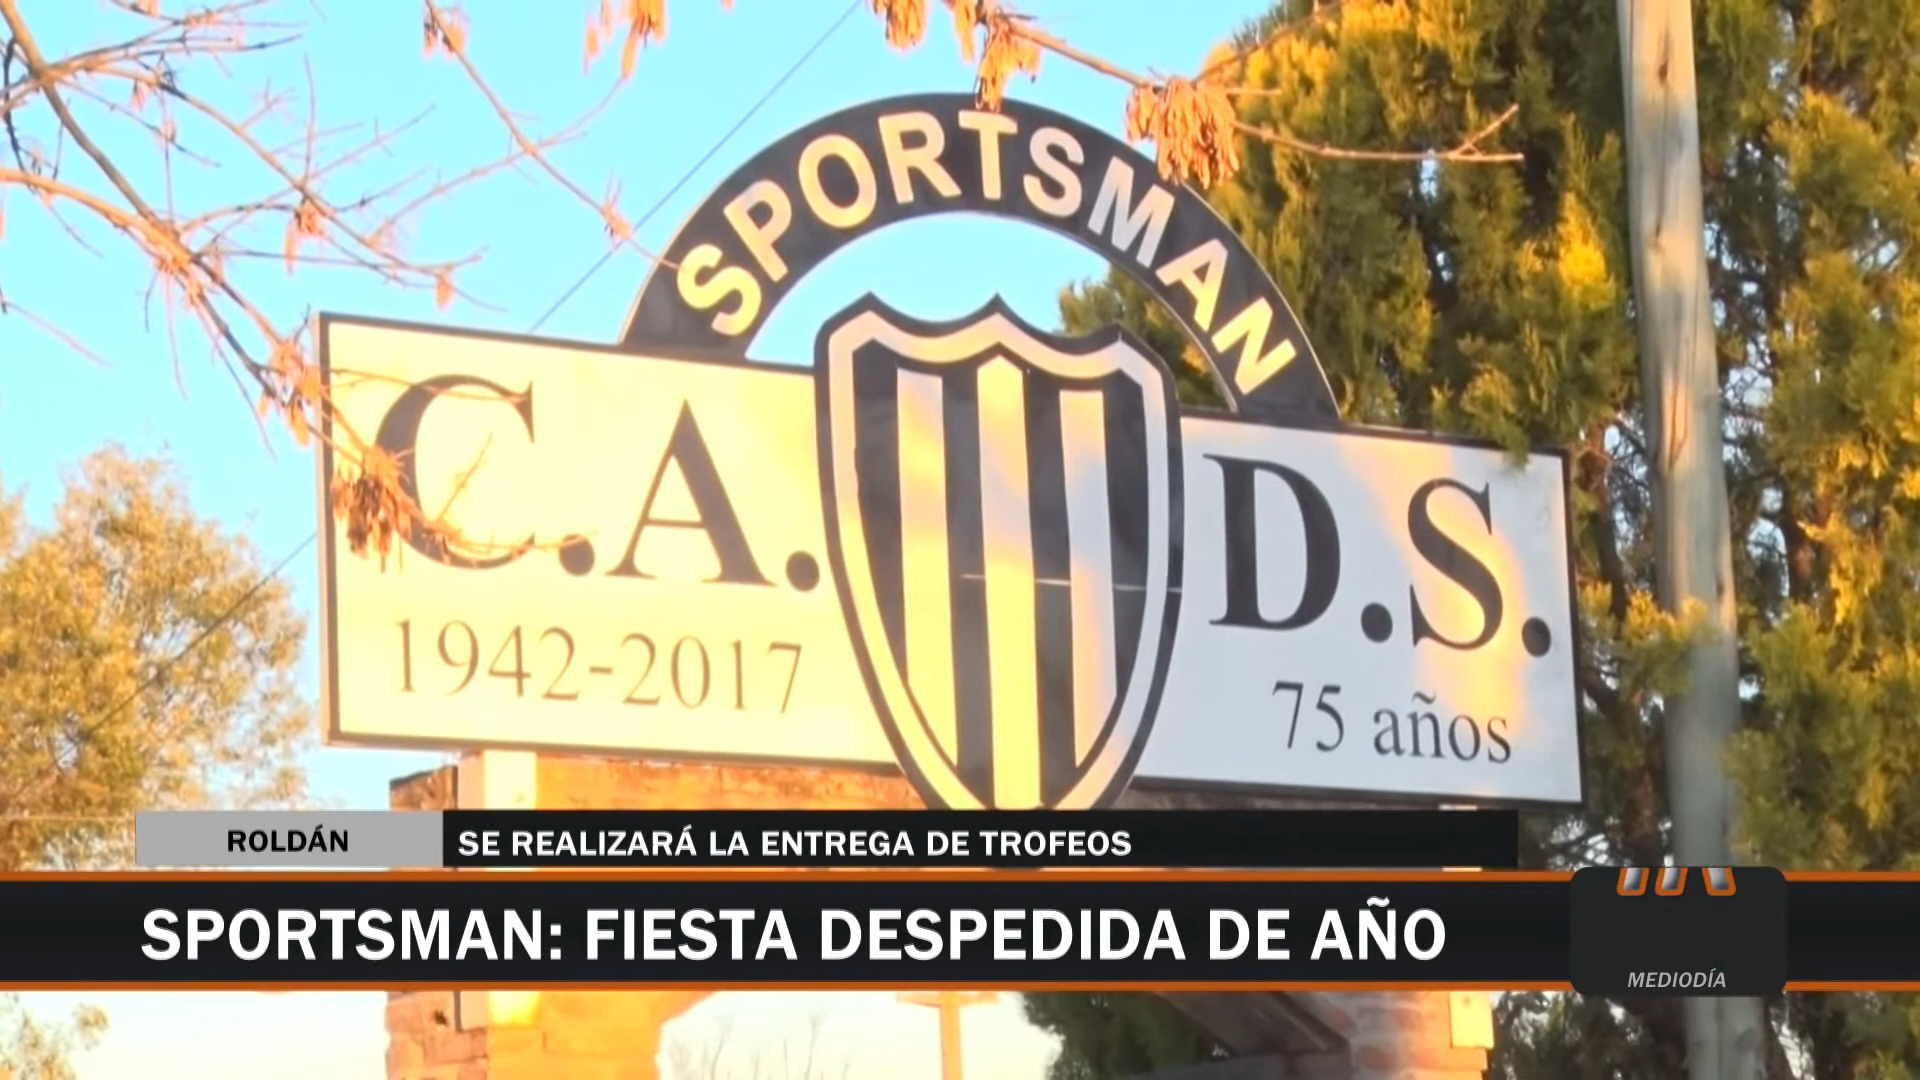 SPORTSMAN
C.A. D.S.
1942-2017
75 años
ROLDÁN
SE REALIZARÁ LA ENTREGA DE TROFEOS
SPORTSMAN: FIESTA DESPEDIDA DE AÑO
MEDIODÍA